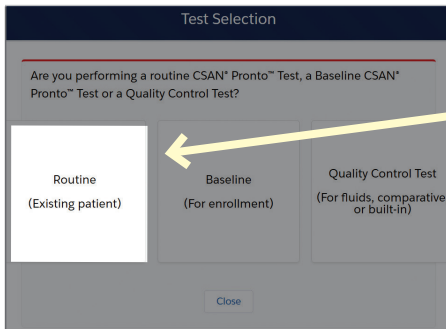 Test Selection
Are you performing a routine CSAN® Pronto™ Test, a Baseline CSAN®
Pronto™ Test or a Quality Control Test?
Routine
(Existing patient)
Baseline
(For enrollment)
Quality Control Test
(For fluids, comparative
or built-in)
Close